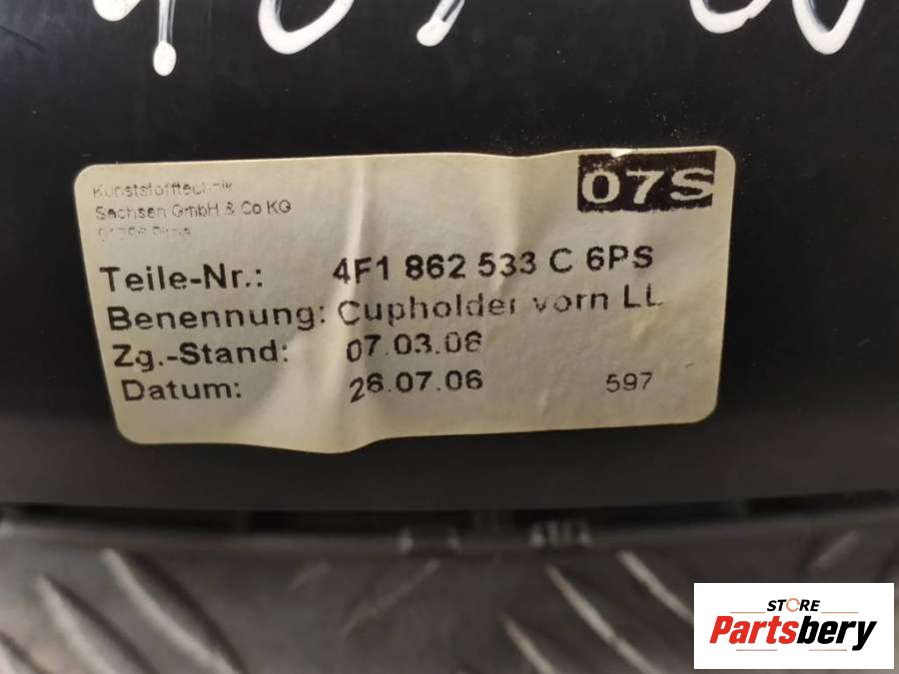 07S
Kunststofftechnik
Sachsen GmbH & Co KG
Teile-Nr.: 4F1 862 533 C 6PS
Benennung: Cupholder vorn LL
Zg.-Stand: 07.03.06
Datum: 26.07.06 597
STORE
Partsbery